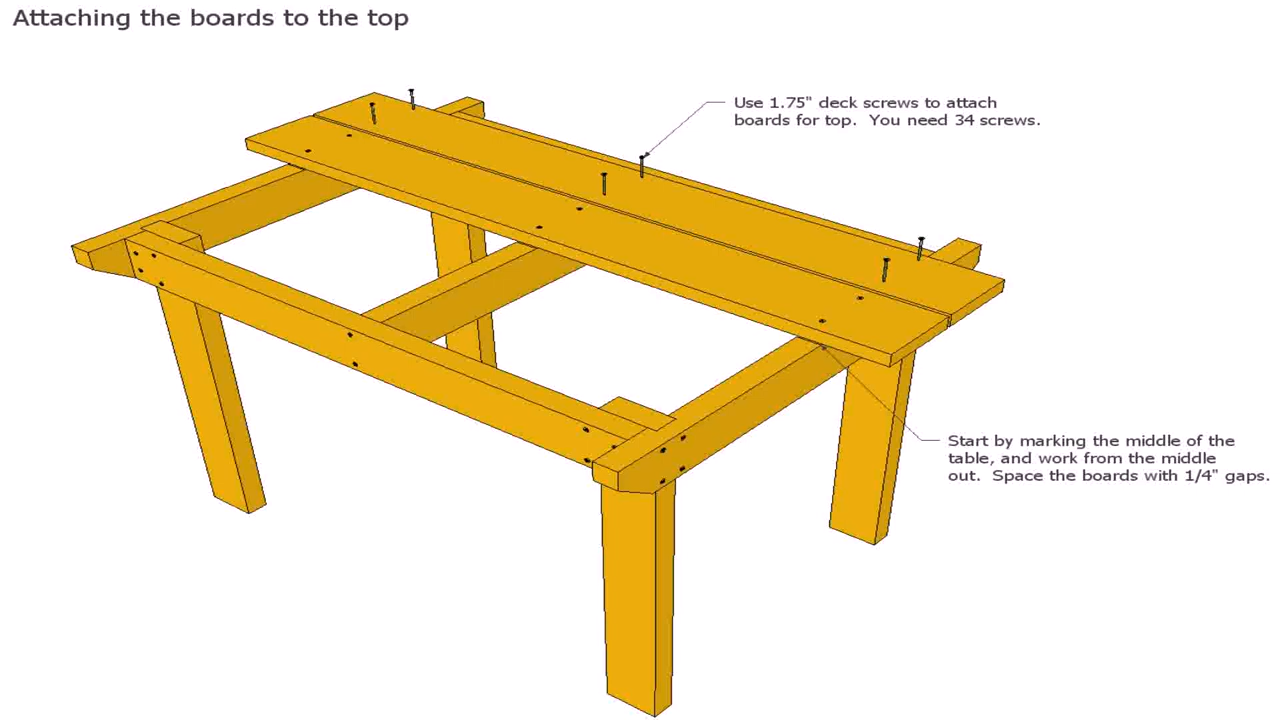 Attaching the boards to the top
Use 1.75" deck screws to attach
boards for top.  You need 34 screws.
Start by marking the middle of the
table, and work from the middle
out.  Space the boards with 1/4" gaps.